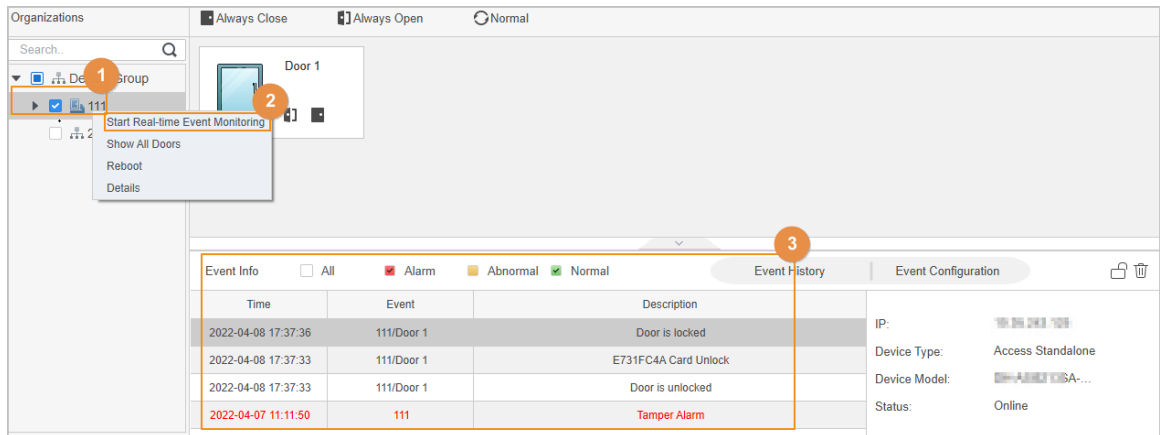 Organizations
Always Close
Always Open
Normal
Search..
1
Group
111
Door 1
2
Start Real-time Event Monitoring
Show All Doors
Reboot
Details
3
Event Info
All
Alarm
Abnormal
Normal
Event History
Event Configuration
Time
Event
Description
2022-04-08 17:37:36
111/Door 1
Door is locked
2022-04-08 17:37:33
111/Door 1
E731FC4A Card Unlock
2022-04-08 17:37:33
111/Door 1
Door is unlocked
2022-04-07 11:11:50
111
Tamper Alarm
IP:
Device Type:
Access Standalone
Device Model:
SA-...
Status:
Online